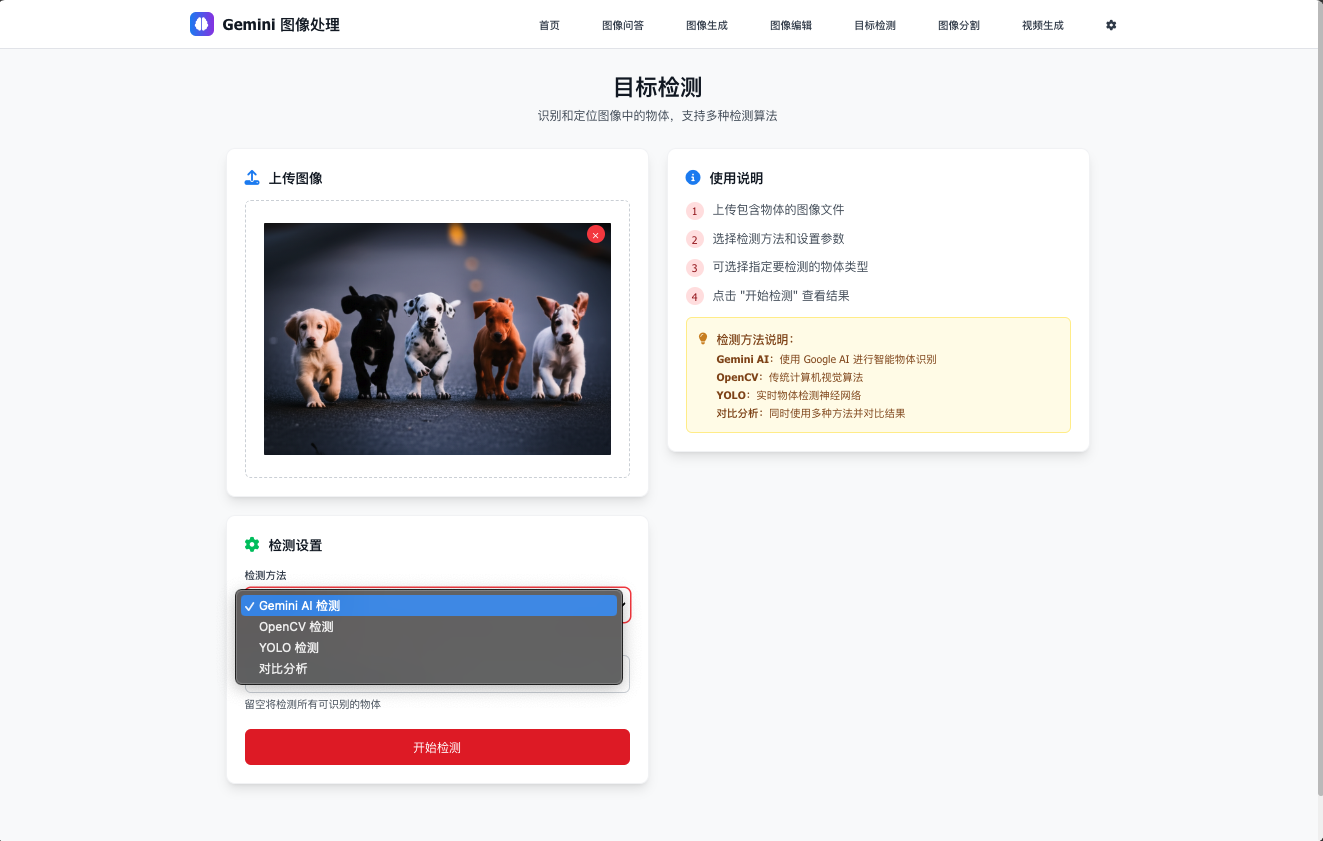 Gemini 图像处理
首页 图像问答 图像生成 图像编辑 目标检测 图像分割 视频生成
目标检测
识别和定位图像中的物体，支持多种检测算法
上传图像
检测设置
检测方法
Gemini AI 检测
OpenCV 检测
YOLO 检测
对比分析
留空将检测所有可识别的物体
开始检测
使用说明
1 上传包含物体的图像文件
2 选择检测方法和设置参数
3 可选择指定要检测的物体类型
4 点击 "开始检测" 查看结果
检测方法说明：
Gemini AI：使用 Google AI 进行智能物体识别
OpenCV：传统计算机视觉算法
YOLO：实时物体检测神经网络
对比分析：同时使用多种方法并对比结果